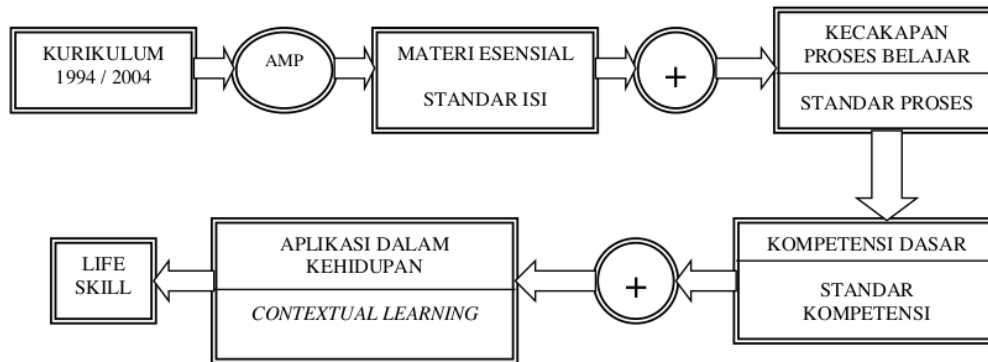 KURIKULUM
1994 / 2004
AMP
MATERI ESENSIAL
STANDAR ISI
+
KECAKAPAN
PROSES BELAJAR
STANDAR PROSES
KOMPETENSI DASAR
STANDAR
KOMPETENSI
+
APLIKASI DALAM
KEHIDUPAN
CONTEXTUAL LEARNING
LIFE
SKILL